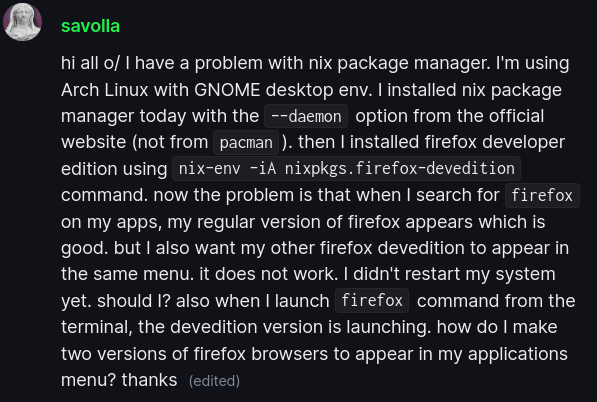 savolla
hi all o/ I have a problem with nix package manager. I'm using
Arch Linux with GNOME desktop env. I installed nix package
manager today with the --daemon option from the official
website (not from pacman). then I installed firefox developer
edition using nix-env -iA nixpkgs.firefox-devedition
command. now the problem is that when I search for firefox
on my apps, my regular version of firefox appears which is
good. but I also want my other firefox devedition to appear in
the same menu. it does not work. I didn't restart my system
yet. should I? also when I launch firefox command from the
terminal, the devedition version is launching. how do I make
two versions of firefox browsers to appear in my applications
menu? thanks (edited)